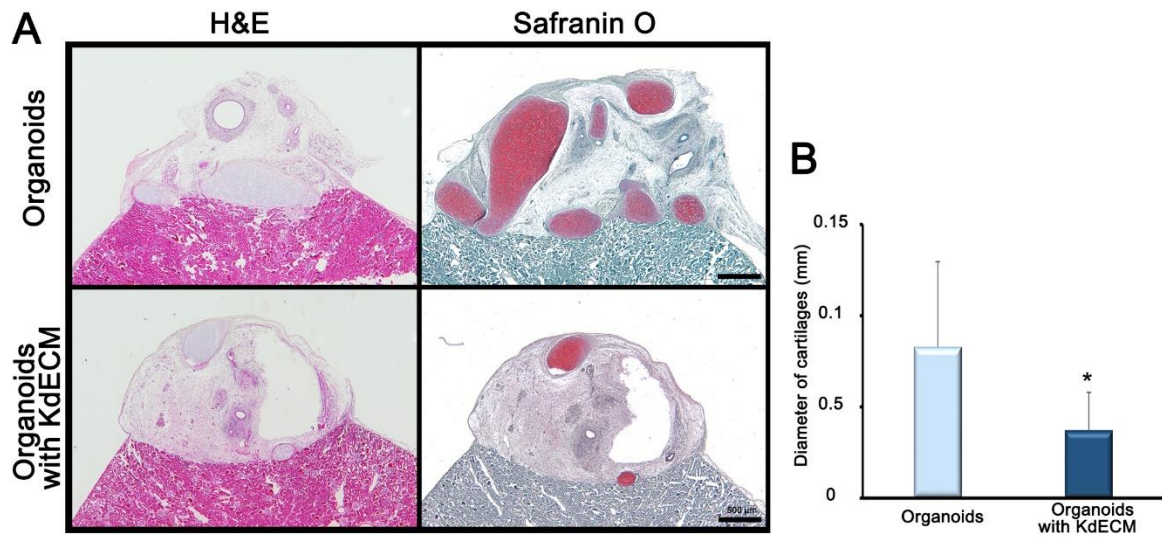 A
H&E
Safranin O
Organoids
Organoids
with KdECM
500 µm
B
Diameter of cartilages (mm)
0.15
0.1
0.5
0
*
Organoids
Organoids
with KdECM